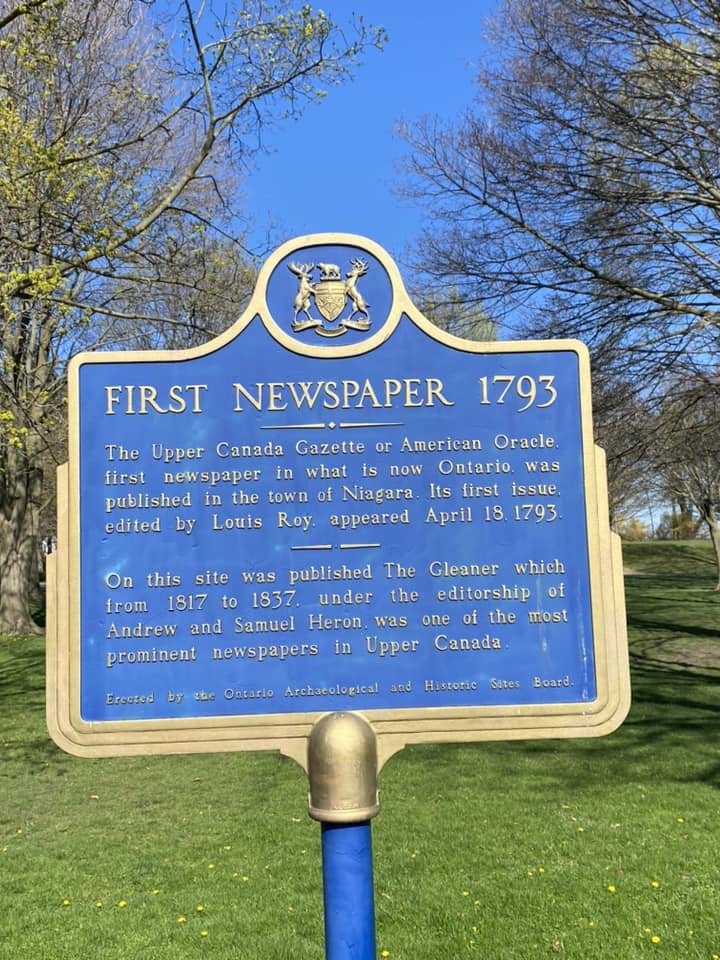 FIRST NEWSPAPER 1793
The Upper Canada Gazette or American Oracle,
first newspaper in what is now Ontario, was
published in the town of Niagara. Its first issue,
edited by Louis Roy, appeared April 18, 1793.
On this site was published The Gleaner which
from 1817 to 1837, under the editorship of
Andrew and Samuel Heron, was one of the most
prominent newspapers in Upper Canada.
Erected by the Ontario Archaeological and Historic Sites Board.